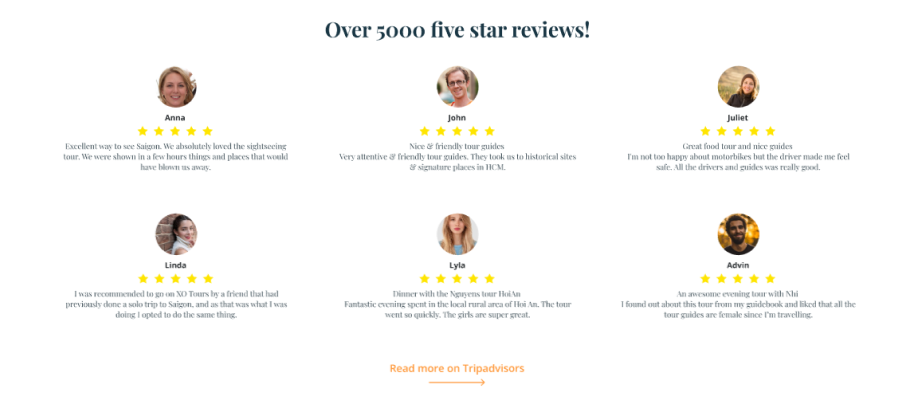 Over 5000 five star reviews!
Anna
Excellent way to see Saigon. We absolutely loved the sightseeing
tour. We were shown in a few hours things and places that would
have blown us away.
John
Nice & friendly tour guides
Very attentive & friendly tour guides. They took us to historical sites
& signature places in HCM.
Juliet
Great food tour and nice guides
I'm not too happy about motorbikes but the driver made me feel
safe. All the drivers and guides was really good.
Linda
I was recommended to go on XO Tours by a friend that had
previously done a solo trip to Saigon, and as that was what I was
doing I opted to do the same thing.
Lyla
Dinner with the Nguyens tour HoiAn
Fantastic evening spent in the local rural area of Hoi An. The tour
went so quickly. The girls are super great.
Advin
An awesome evening tour with Nhi
I found out about this tour from my guidebook and liked that all the
tour guides are female since I'm travelling.
Read more on Tripadvisors